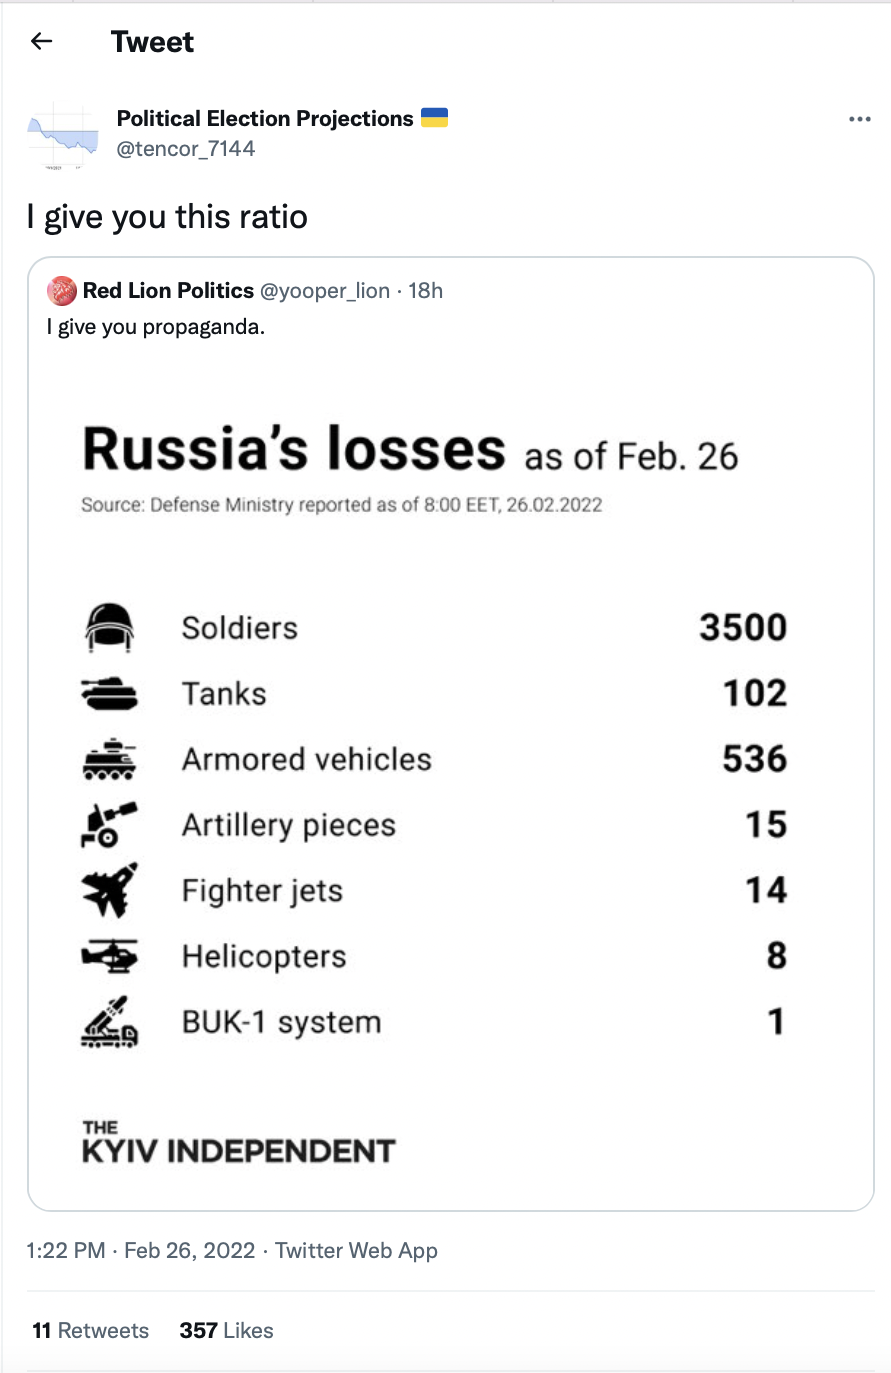 Tweet
Political Election Projections 🇺🇦
@tencor_7144
I give you this ratio
Red Lion Politics @yooper_lion · 18h
I give you propaganda.
Russia's losses as of Feb. 26
Source: Defense Ministry reported as of 8:00 EET, 26.02.2022
Soldiers 3500
Tanks 102
Armored vehicles 536
Artillery pieces 15
Fighter jets 14
Helicopters 8
BUK-1 system 1
THE
KYIV INDEPENDENT
1:22 PM · Feb 26, 2022 · Twitter Web App
11 Retweets 357 Likes